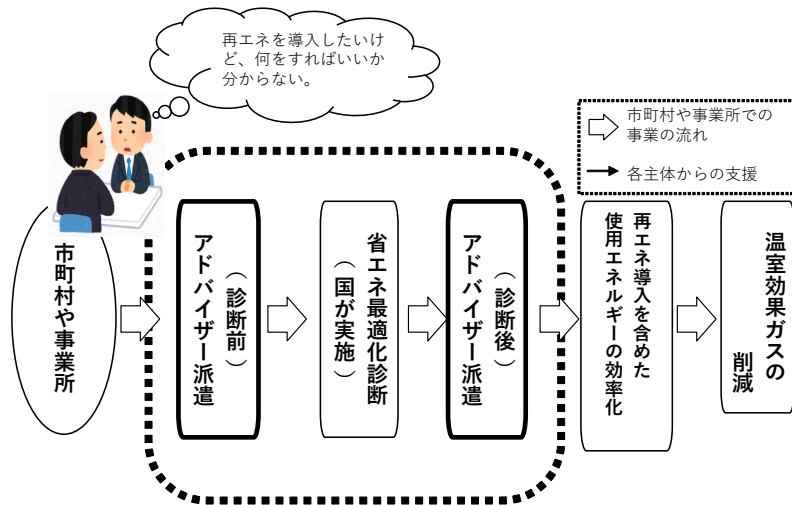 再エネを導入したいけ
ど、何をすればいいか
分からない。
市町村や事業所での
事業の流れ
各主体からの支援
市町村や事業所
アドバイザー派遣
（診断前）
省エネ最適化診断
（国が実施）
アドバイザー派遣
（診断後）
再エネ導入を含めた
使用エネルギーの効率化
温室効果ガスの
削減